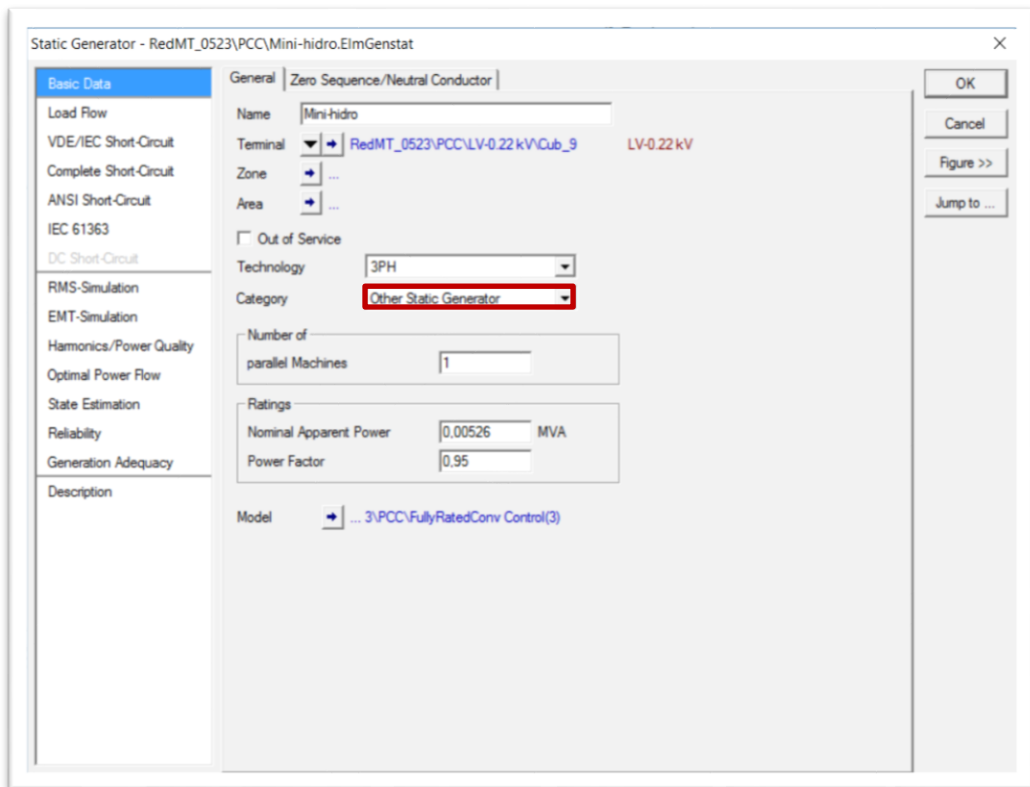 Static Generator - RedMT_0523\PCC\Mini-hidro.ElmGenstat
Basic Data
Load Flow
VDE/IEC Short-Circuit
Complete Short-Circuit
ANSI Short-Circuit
IEC 61363
DC Short-Circuit
RMS-Simulation
EMT-Simulation
Harmonics/Power Quality
Optimal Power Flow
State Estimation
Reliability
Generation Adequacy
Description
General Zero Sequence/Neutral Conductor
Name Mini-hidro
Terminal RedMT_0523\PCC\LV-0.22 kV\Cub_9 LV-0.22 kV
Zone ...
Area ...
Out of Service
Technology 3PH
Category Other Static Generator
Number of
parallel Machines 1
Ratings
Nominal Apparent Power 0,00526 MVA
Power Factor 0,95
Model ... 3\PCC\FullyRatedConv Control(3)
OK
Cancel
Figure >>
Jump to ...